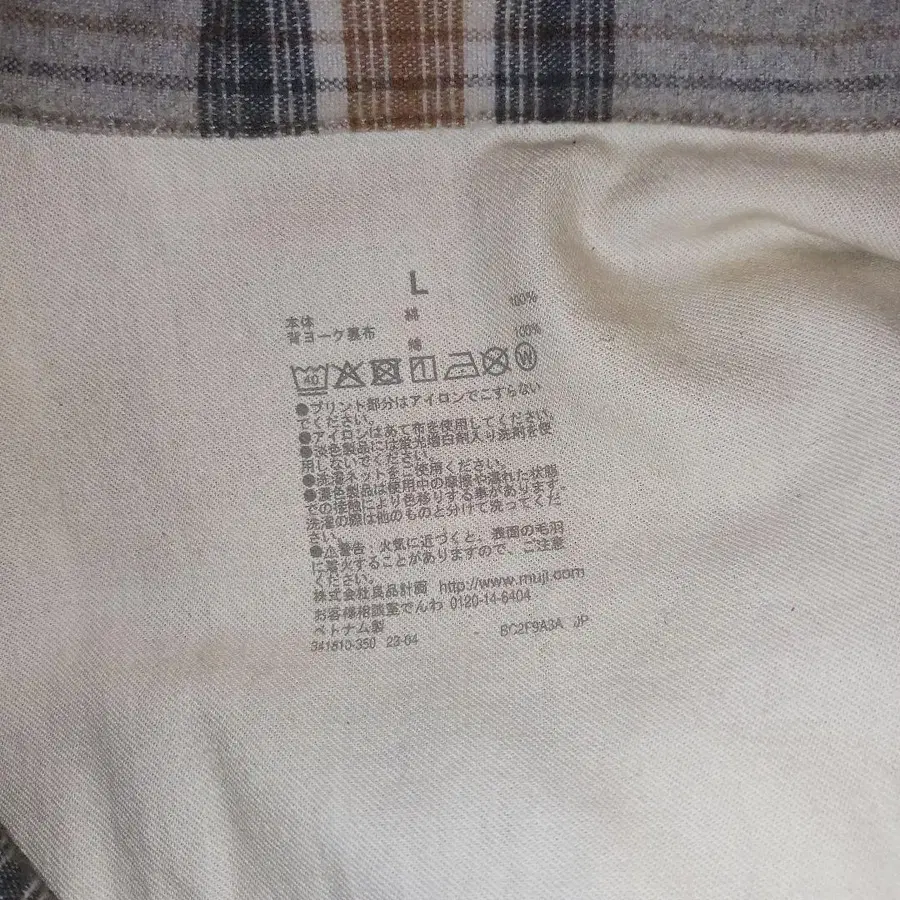 L
本体 綿 100%
背ヨーク裏布 綿 100%
40 W
●プリント部分はアイロンでこすらない
でください。
●アイロンはあて布を使用してください。
●淡色製品には蛍光増白剤入り洗剤を使
用しないでください。
●洗濯ネットをご使用ください。
●濃色製品は使用中の摩擦や濡れた状態
での接触により色移りする事があります。
洗濯の際は他のものと分けて洗ってくだ
さい。
●⚠警告：火気に近づくと、表面の毛羽
に着火することがありますので、ご注意
ください。
株式会社良品計画 http://www.muji.com
お客様相談室でんわ 0120-14-6404
ベトナム製
341810-350 23-04 - BC2F9A3A JP